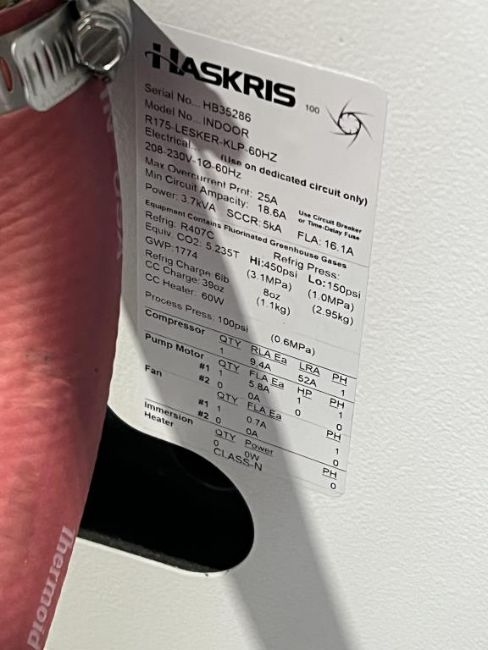 HASKRIS 100
Serial No... HB35286
Model No... INDOOR
R175-LESKER-KLP-60HZ
Electrical... (Use on dedicated circuit only)
208-230V-1Ø-60Hz
Max Overcurrent Prot: 25A Use Circuit Breaker
Min Circuit Ampacity: 18.6A or Time-Delay Fuse
Power: 3.7kVA SCCR: 5kA FLA: 16.1A
Equipment Contains Fluorinated Greenhouse Gases
Refrig: R407C Refrig Press:
Equiv. CO2: 5.235T Hi:450psi Lo:150psi
GWP:1774 (3.1MPa) (1.0MPa)
Refrig Charge: 6lb 8oz (2.95kg)
CC Charge: 39oz (1.1kg)
CC Heater: 60W
Process Press: 100psi (0.6MPa)
Compressor QTY RLA Ea LRA PH
1 9.4A 52A 1
Pump Motor QTY FLA Ea HP PH
#1 1 5.8A 1 1
#2 0 0A 0 0
Fan QTY FLA Ea PH
#1 1 0.7A 1
#2 0 0A 0
Immersion QTY Power PH
Heater 0 0W 0
CLASS-N
Thermoid